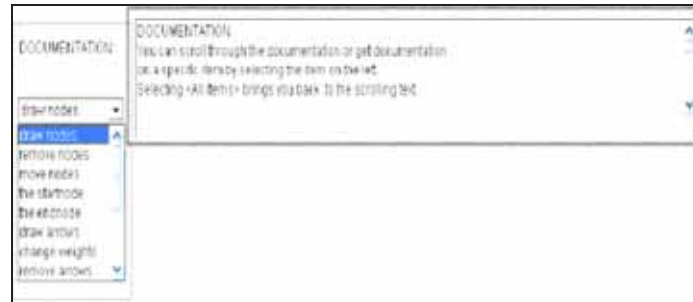 DOCUMENTATION:
DOCUMENTATION
You can scroll through the documentation or get documentation
on a specific item by selecting the item on the left.
Selecting <All items> brings you back to the scrolling text.
draw nodes
draw nodes
remove nodes
move nodes
the startnode
the endnode
draw arrows
change weights
remove arrows